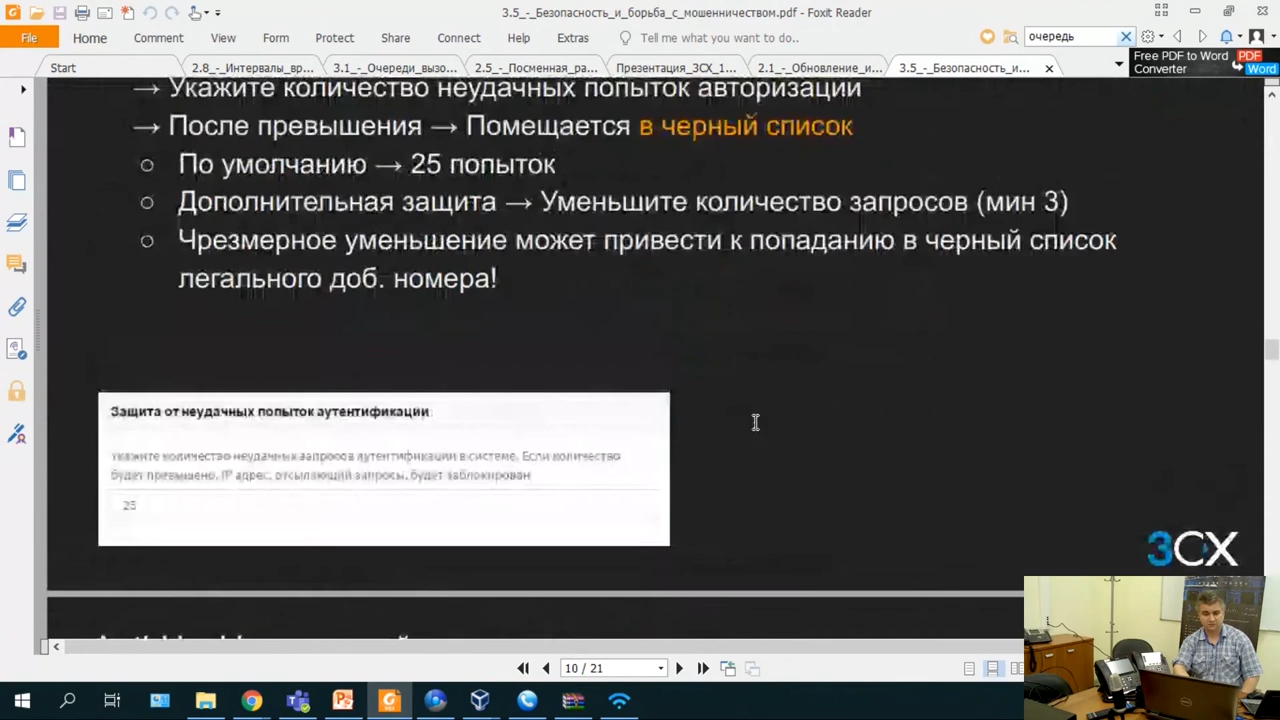 3.5_-_Безопасность_и_борьба_с_мошенничеством.pdf - Foxit Reader
File Home Comment View Form Protect Share Connect Help Extras Tell me what you want to do.. очередь
Start 2.8_-_Интервалы_вр... 3.1_-_Очереди_вызо... 2.5_-_Посменная_ра... Презентация_3CX_1... 2.1_-_Обновление_и... 3.5_-_Безопасность_и...
Free PDF to Word PDF
Converter Word
→ Укажите количество неудачных попыток авторизации
→ После превышения → Помещается в черный список
○ По умолчанию → 25 попыток
○ Дополнительная защита → Уменьшите количество запросов (мин 3)
○ Чрезмерное уменьшение может привести к попаданию в черный список
легального доб. номера!
Защита от неудачных попыток аутентификации
Укажите количество неудачных запросов аутентификации в системе. Если количество
будет превышено, IP адрес, отсылающий запросы, будет заблокирован
25
3CX
10 / 21